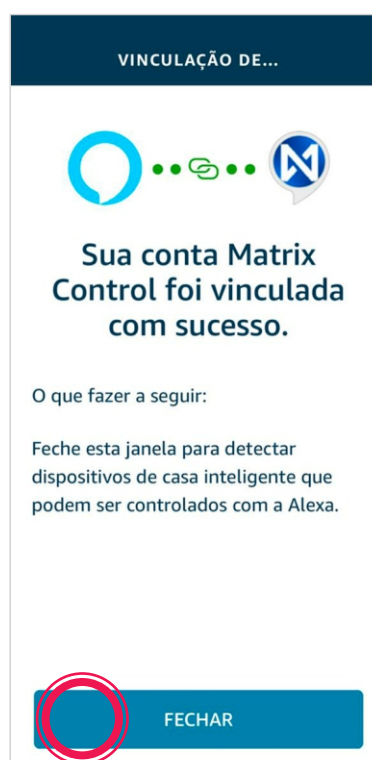 VINCULAÇÃO DE...
Sua conta Matrix
Control foi vinculada
com sucesso.
O que fazer a seguir:
Feche esta janela para detectar
dispositivos de casa inteligente que
podem ser controlados com a Alexa.
FECHAR